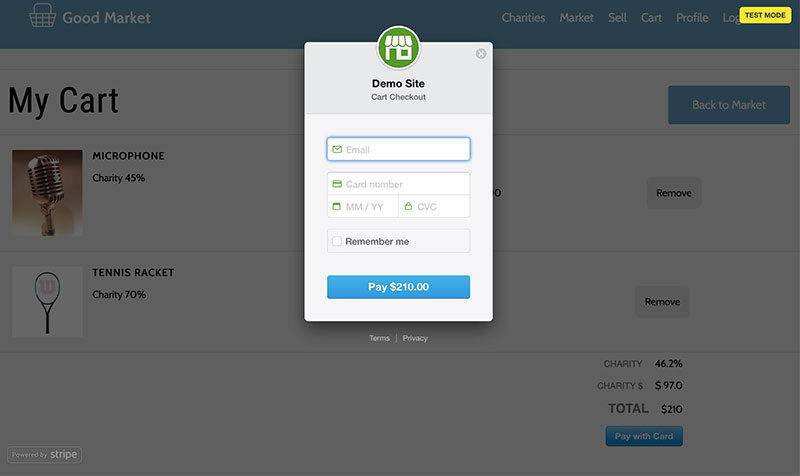 Good Market
Charities Market Sell Cart Profile
TEST MODE
My Cart
Back to Market
Demo Site
Cart Checkout
Email
Card number
MM / YY CVC
Remember me
Pay $210.00
Terms | Privacy
MICROPHONE
Charity 45%
Remove
TENNIS RACKET
Charity 70%
Remove
CHARITY 46.2%
CHARITY $ $ 97.0
TOTAL $210
Pay with Card
Powered by stripe